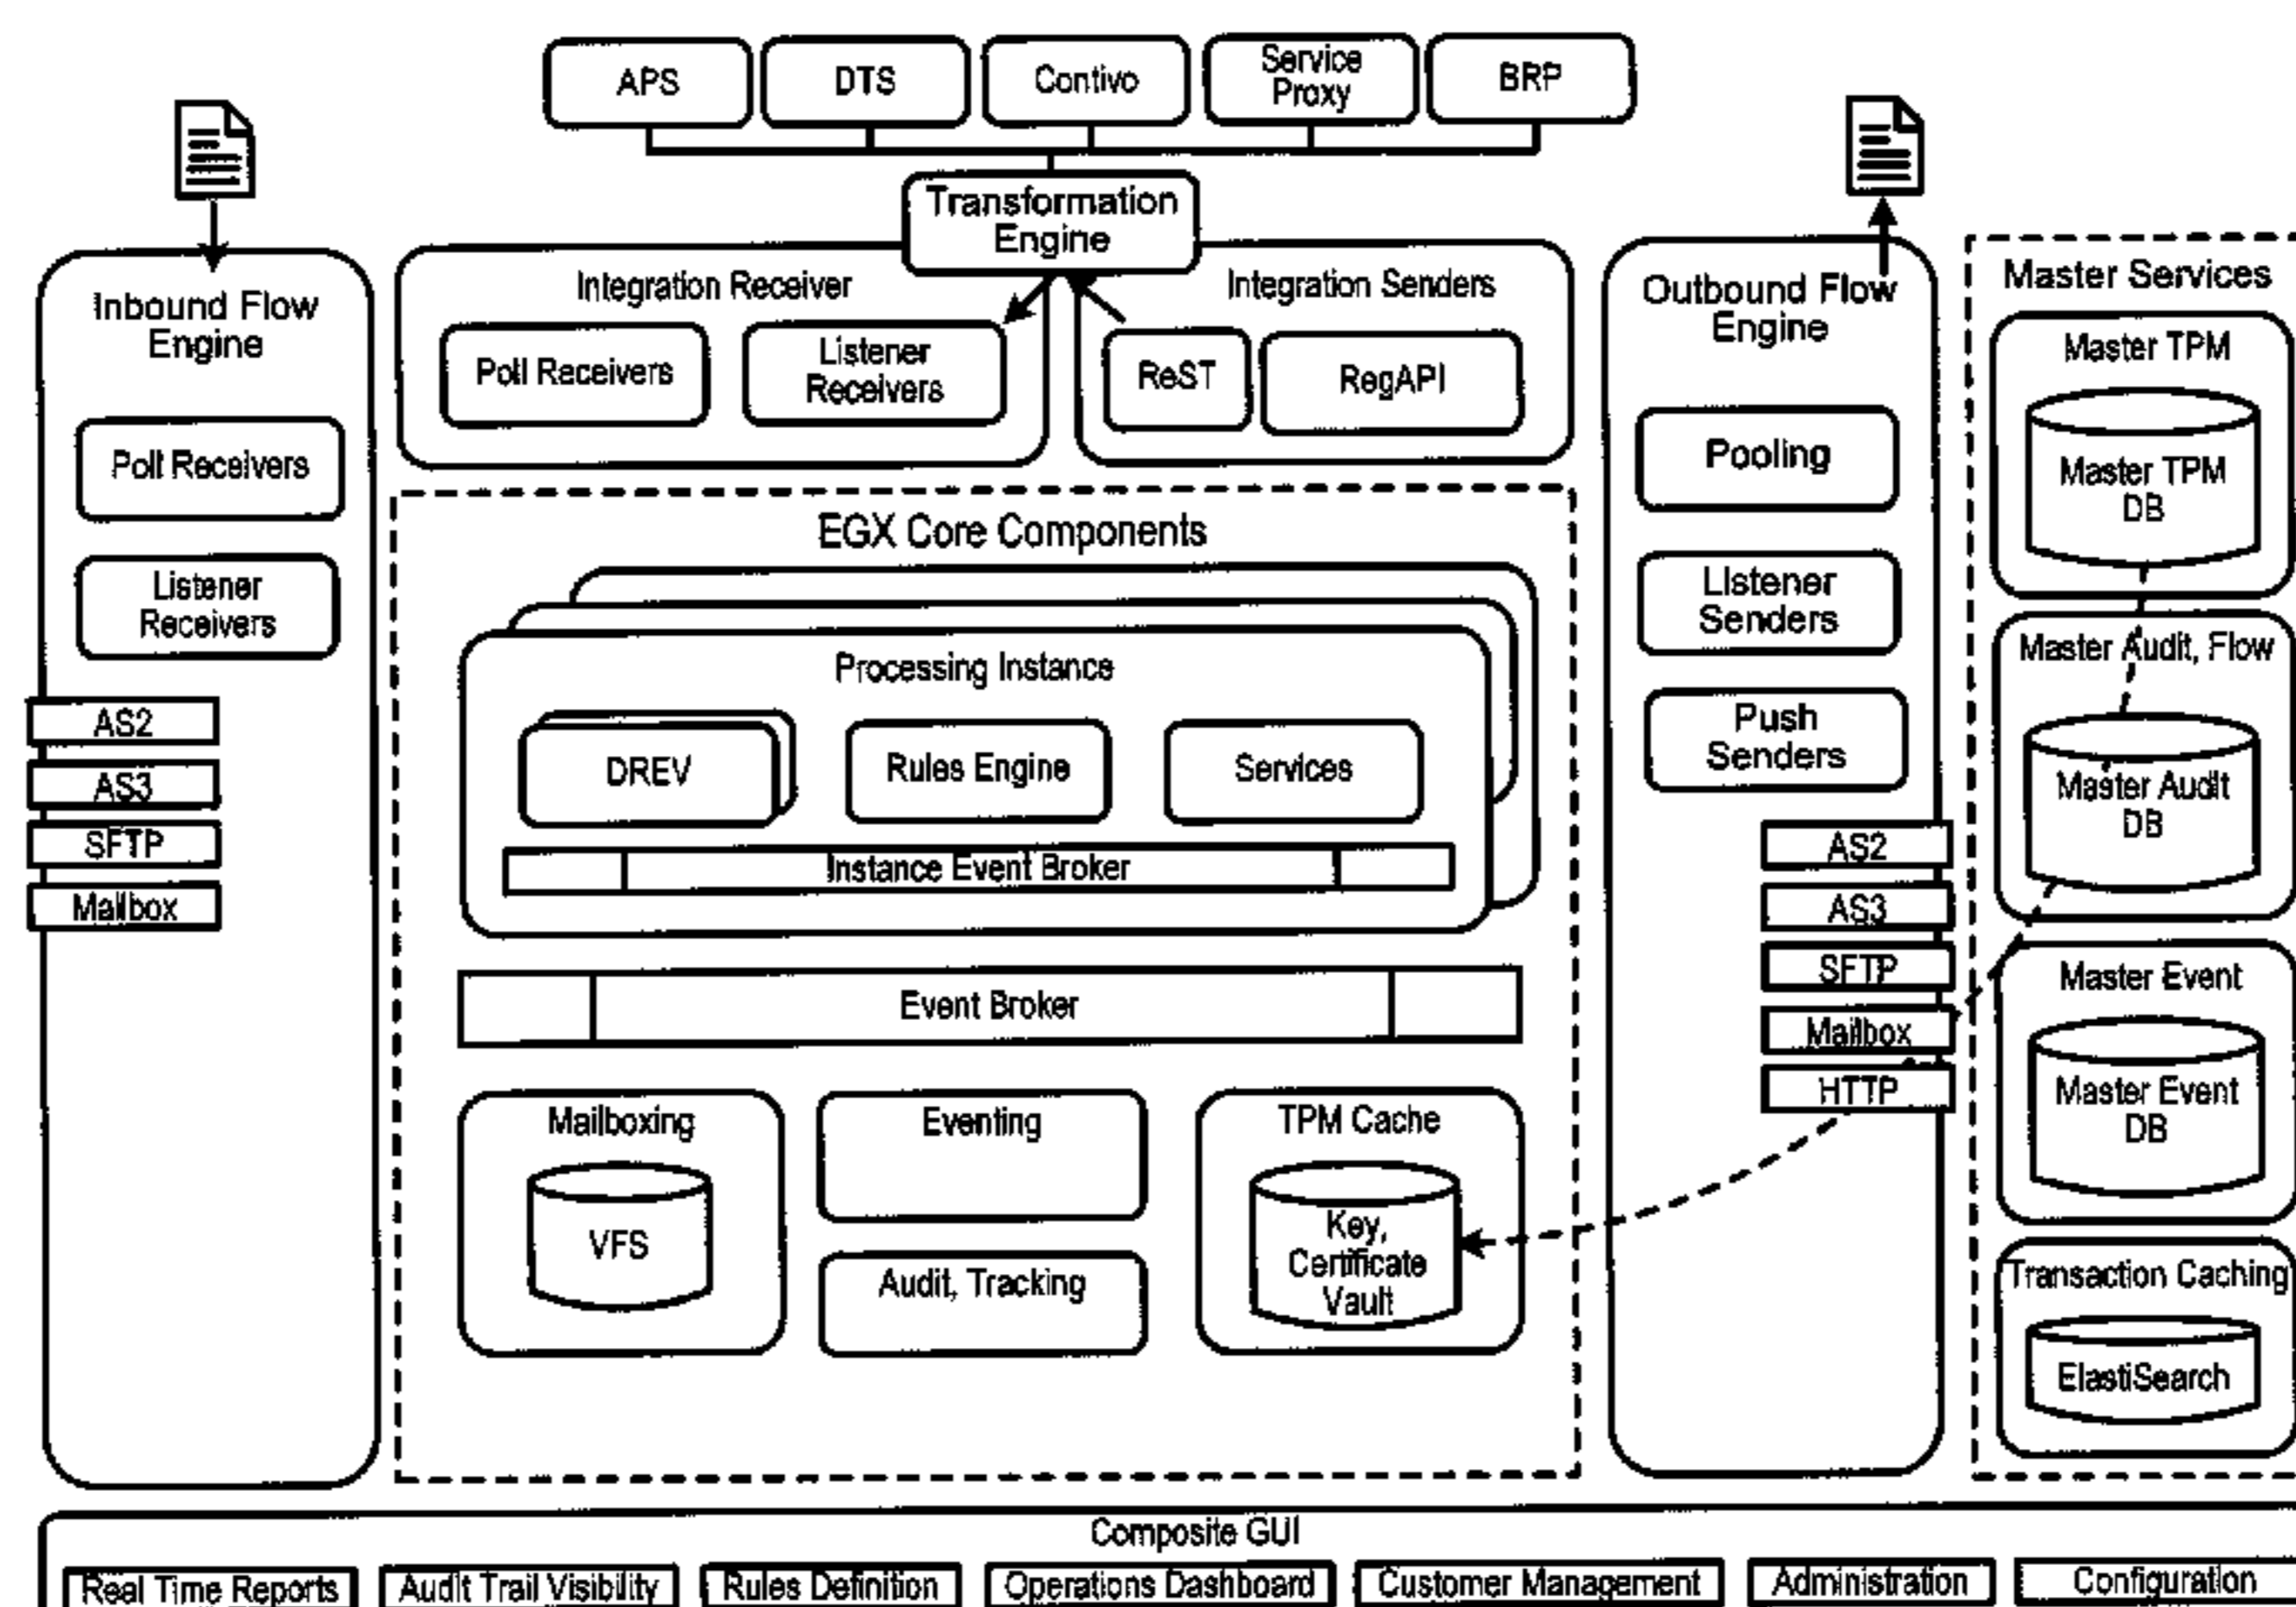 APS
DTS
Contivo
Service
Proxy
BRP
Transformation
Engine
Inbound Flow
Engine
Poll Receivers
Listener
Receivers
AS2
AS3
SFTP
Mailbox
Integration Receiver
Poll Receivers
Listener
Receivers
Integration Senders
ReST
RegAPI
EGX Core Components
Processing Instance
DREV
Rules Engine
Services
Instance Event Broker
Event Broker
Mailboxing
VFS
Eventing
Audit, Tracking
TPM Cache
Key,
Certificate
Vault
Outbound Flow
Engine
Pooling
Listener
Senders
Push
Senders
AS2
AS3
SFTP
Mailbox
HTTP
Master Services
Master TPM
Master TPM
DB
Master Audit, Flow
Master Audit
DB
Master Event
Master Event
DB
Transaction Caching
ElastiSearch
Composite GUI
Real Time Reports
Audit Trail Visibility
Rules Definition
Operations Dashboard
Customer Management
Administration
Configuration